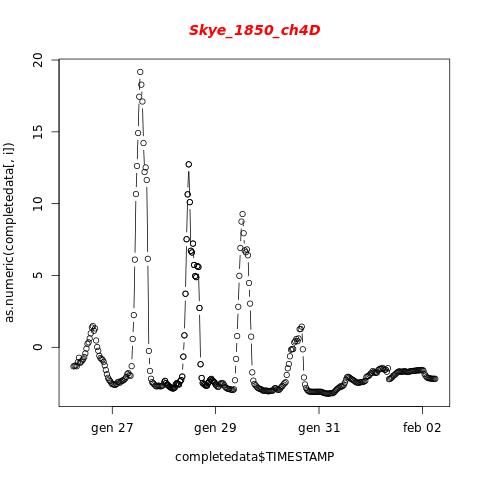 Skye_1850_ch4D
as.numeric(completedata[, i])
20
15
10
5
0
gen 27 gen 29 gen 31 feb 02
completedata$TIMESTAMP